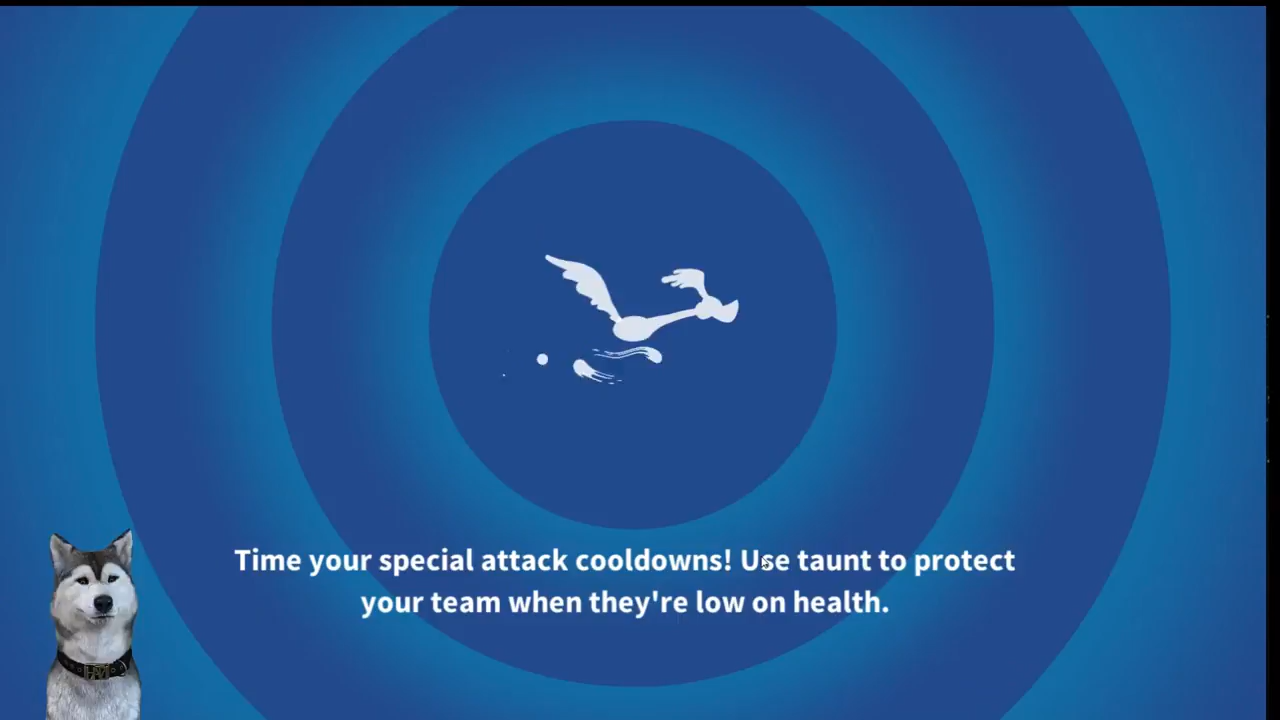 Time your special attack cooldowns! Use taunt to protect
your team when they're low on health.